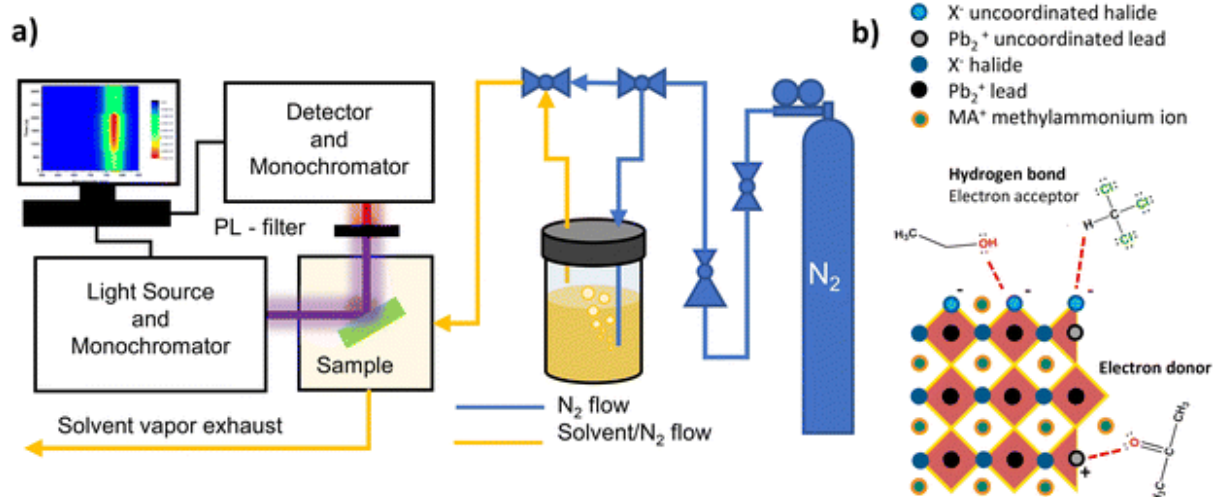 a)
Detector
and
Monochromator
PL - filter
Light Source
and
Monochromator
Sample
Solvent vapor exhaust
N₂ flow
Solvent/N₂ flow
N₂
b)
X⁻ uncoordinated halide
Pb₂⁺ uncoordinated lead
X⁻ halide
Pb₂⁺ lead
MA⁺ methylammonium ion
Hydrogen bond
Electron acceptor
H₃C
OH
H
C
Cl
Cl
Cl
-
-
-
Electron donor
+
O
CH₃